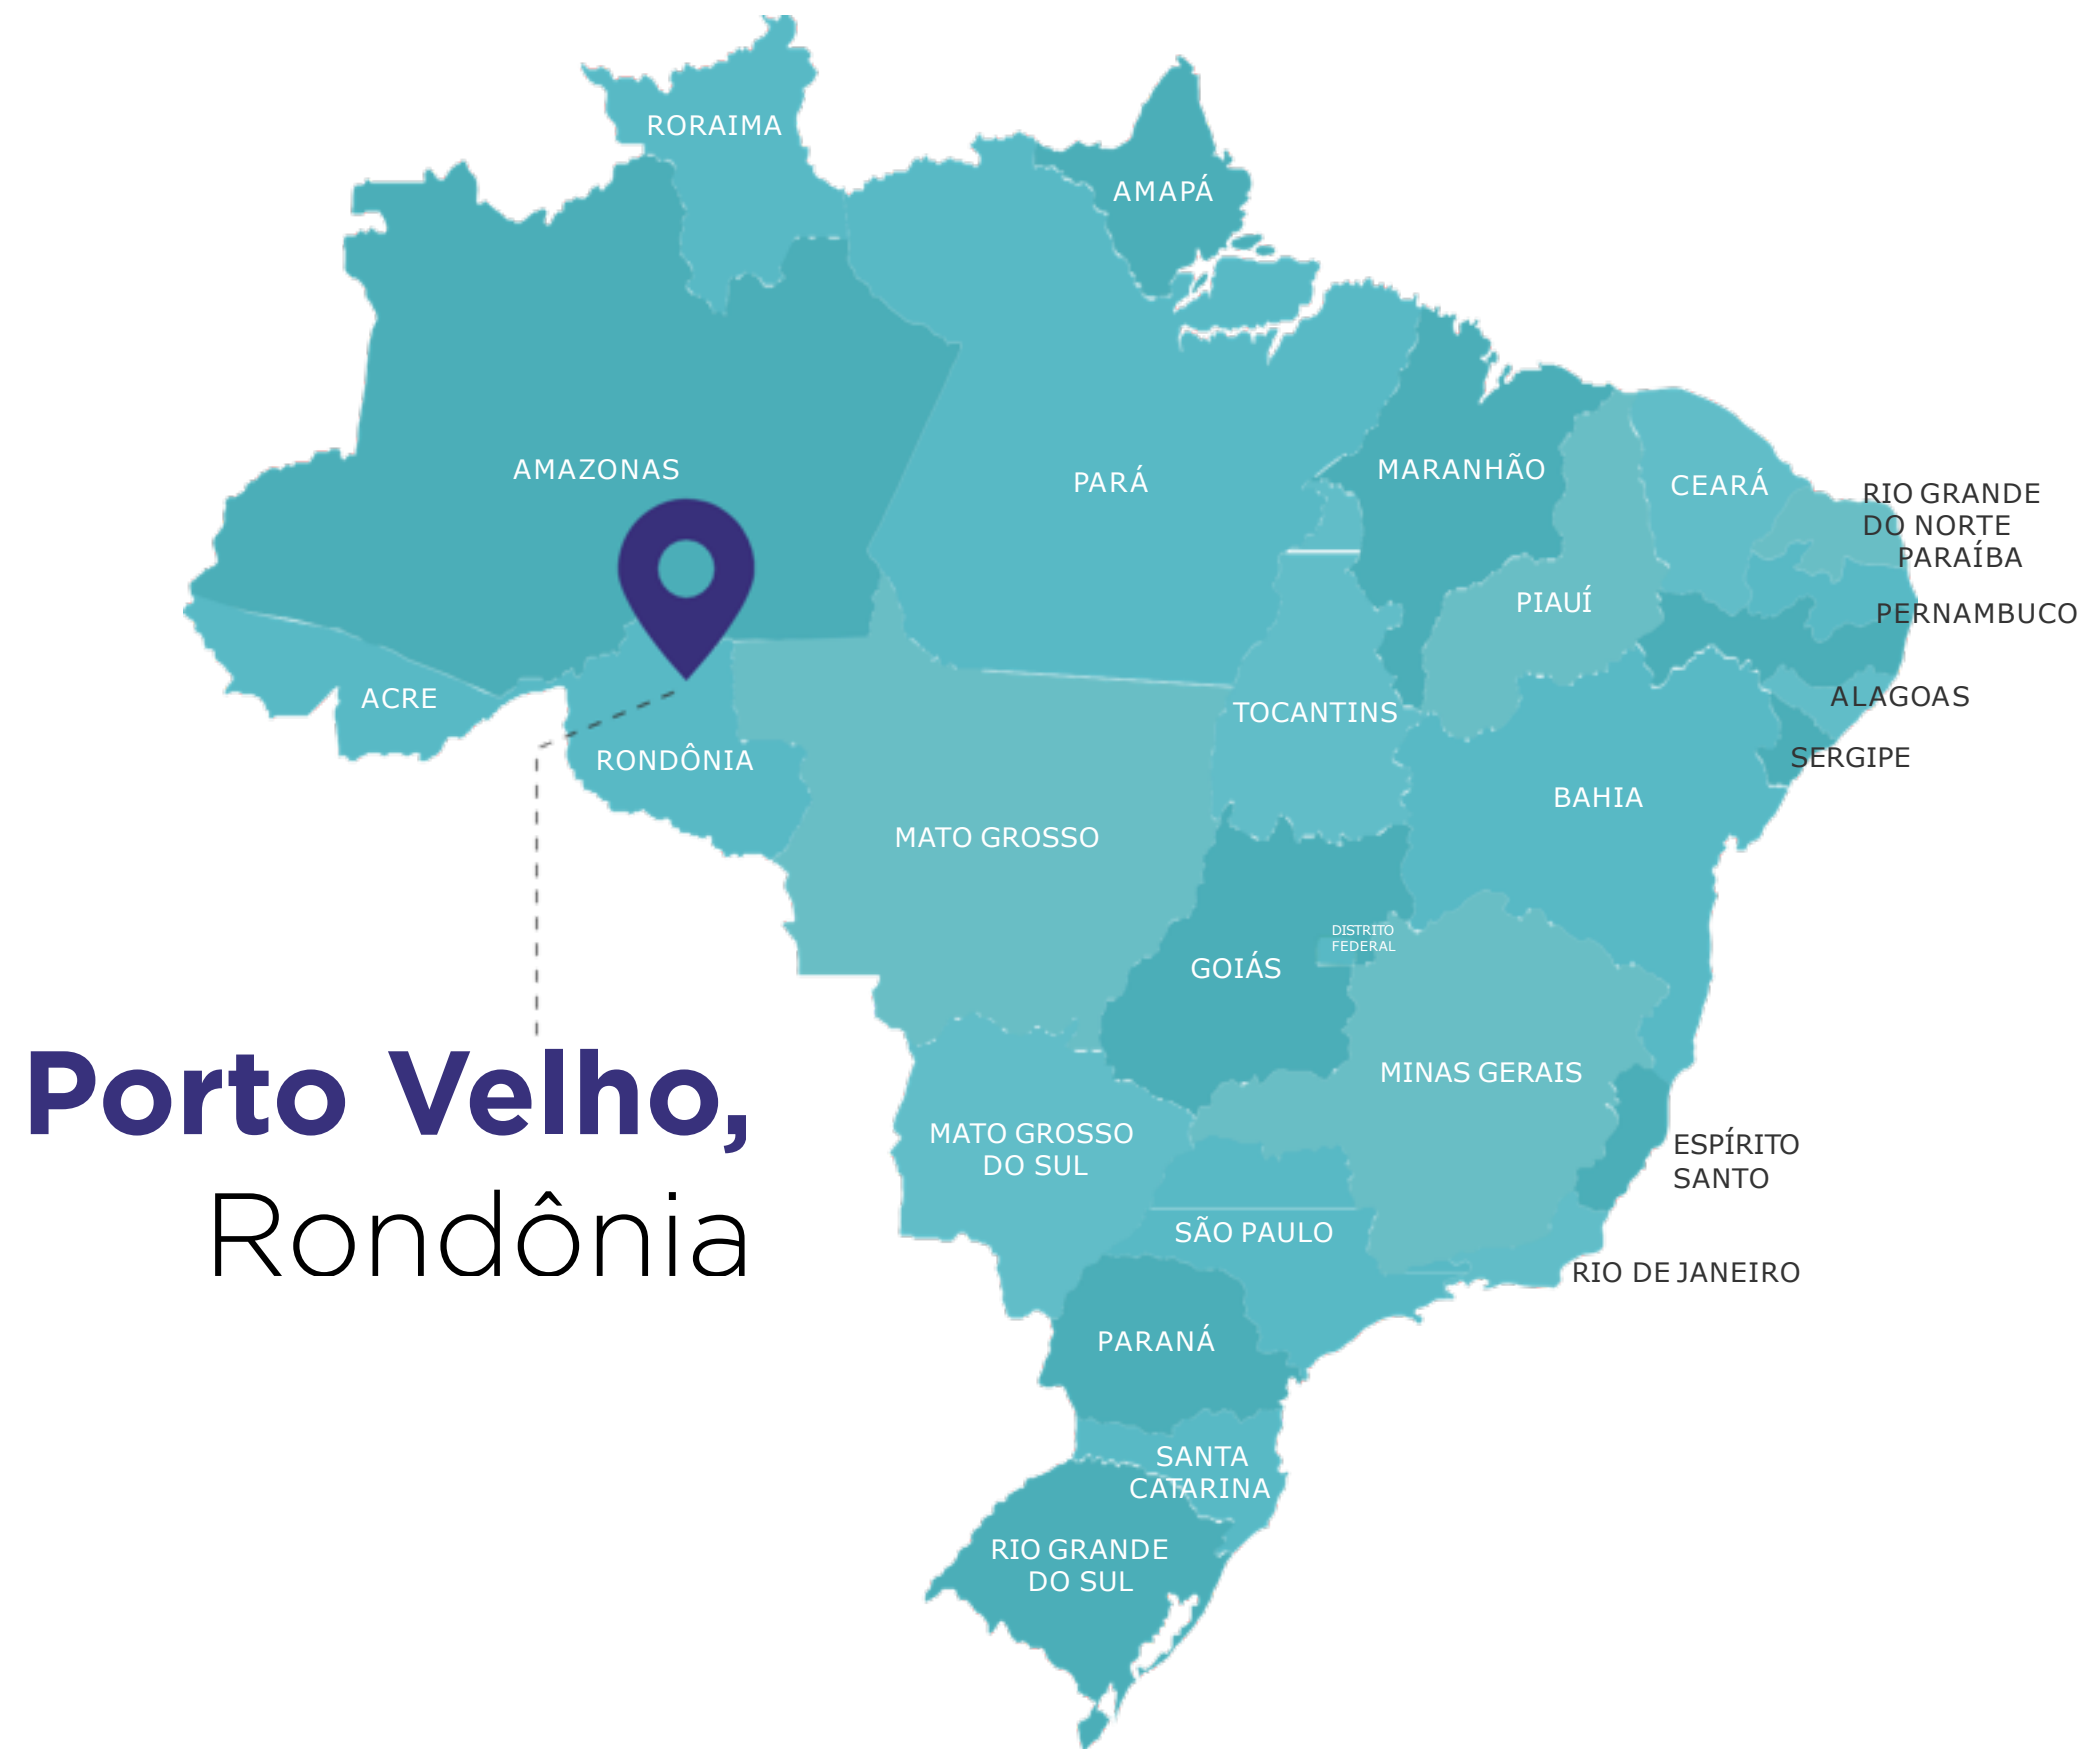 RORAIMA
AMAPÁ
AMAZONAS
PARÁ
MARANHÃO
CEARÁ
RIO GRANDE
DO NORTE
PARAÍBA
PIAUÍ
PERNAMBUCO
ACRE
ALAGOAS
TOCANTINS
RONDÔNIA
SERGIPE
BAHIA
MATO GROSSO
DISTRITO
FEDERAL
GOIÁS
MINAS GERAIS
Porto Velho,
Rondônia
MATO GROSSO
DO SUL
ESPÍRITO
SANTO
SÃO PAULO
RIO DE JANEIRO
PARANÁ
SANTA
CATARINA
RIO GRANDE
DO SUL